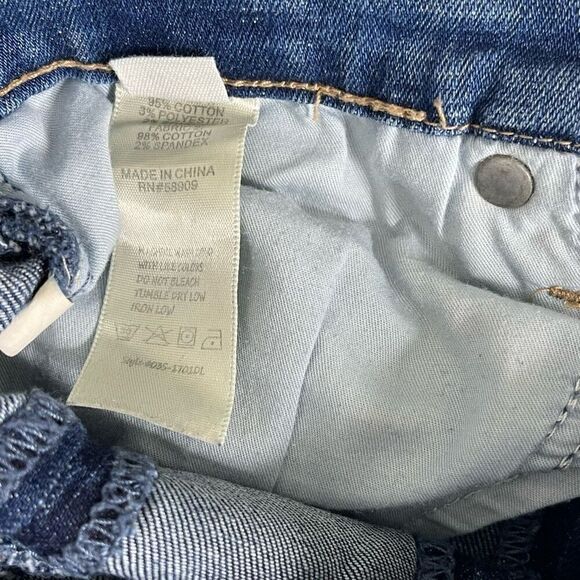 95% COTTON
3% POLYESTER
FABRIC
98% COTTON
2% SPANDEX
MADE IN CHINA
RN#58909
MACHINE WASH COLD
WITH LIKE COLORS
DO NOT BLEACH
TUMBLE DRY LOW
IRON LOW